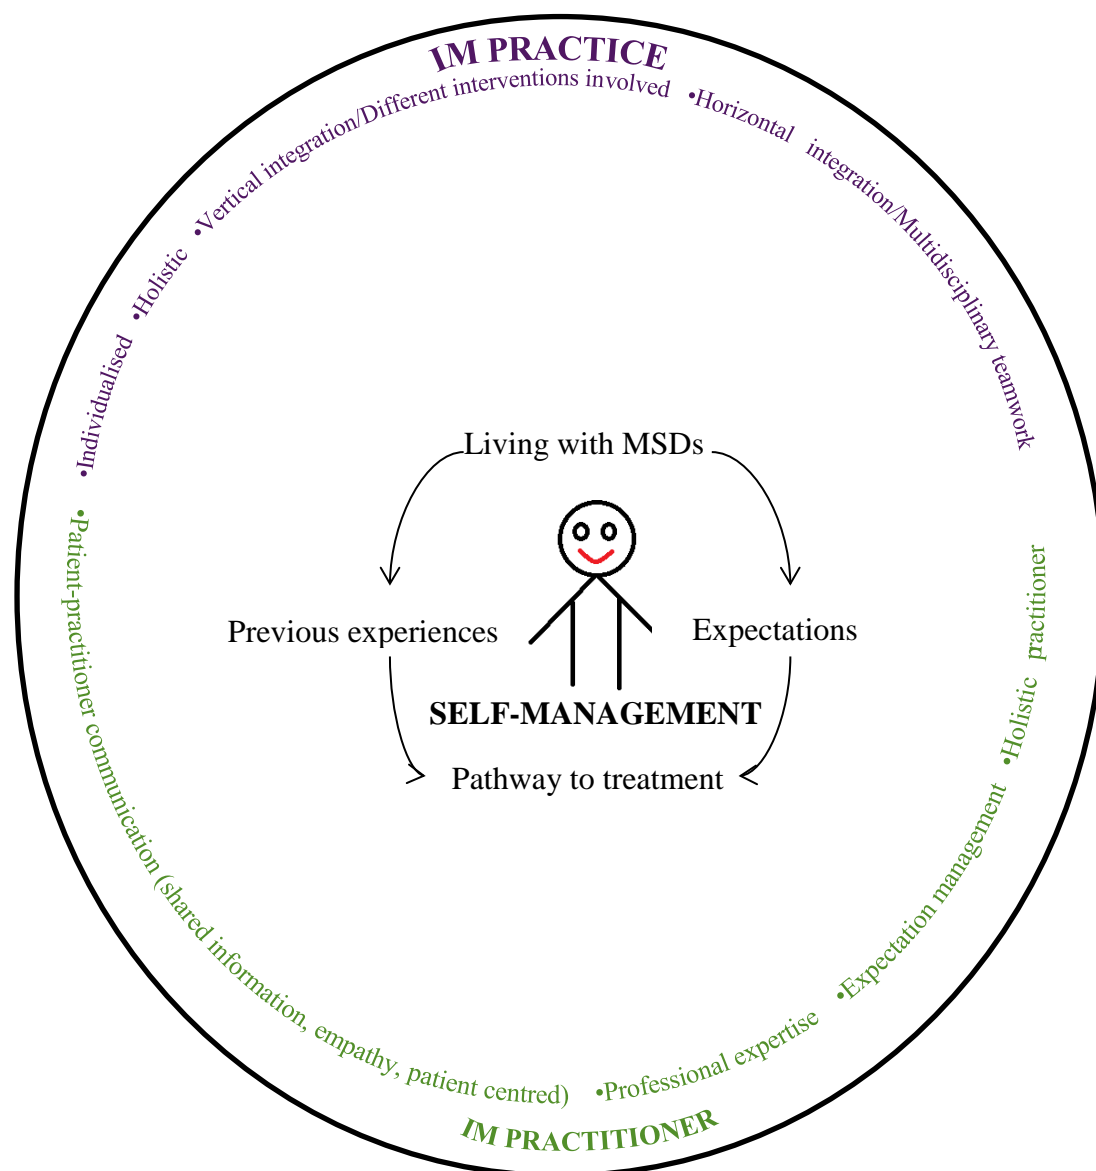 IM PRACTICE
•Individualised •Holistic •Vertical integration/Different interventions involved •Horizontal integration/Multidisciplinary teamwork
Living with MSDs
Previous experiences
Expectations
SELF-MANAGEMENT
Pathway to treatment
•Patient-practitioner communication (shared information, empathy, patient centred) •Professional expertise •Expectation management •Holistic practitioner
IM PRACTITIONER